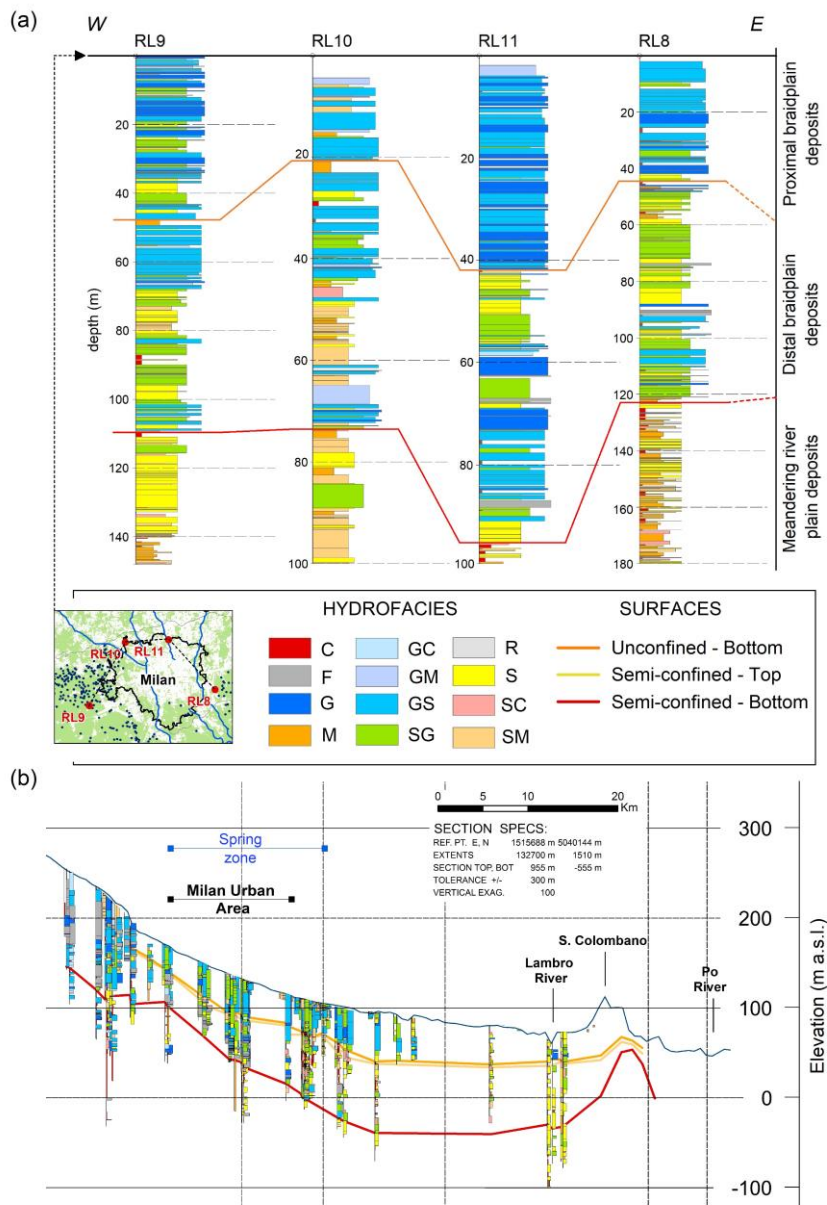 (a)
W
E
RL9
RL10
RL11
RL8
depth (m)
20
40
60
80
100
120
140
20
40
60
80
100
20
40
60
80
100
20
40
60
80
100
120
140
160
180
Proximal braidplain
deposits
Distal braidplain
deposits
Meandering river
plain deposits
RL10
RL11
Milan
RL9
RL8
HYDROFACIES
C
F
G
M
GC
GM
GS
SG
R
S
SC
SM
SURFACES
Unconfined - Bottom
Semi-confined - Top
Semi-confined - Bottom
(b)
0 5 10 20
Km
SECTION SPECS:
REF. PT. E, N 1515688 m 5040144 m
EXTENTS 132700 m 1510 m
SECTION TOP, BOT 955 m -555 m
TOLERANCE +/- 300 m
VERTICAL EXAG. 100
Spring
zone
Milan Urban
Area
S. Colombano
Lambro
River
Po
River
300
200
100
0
-100
Elevation (m a.s.l.)